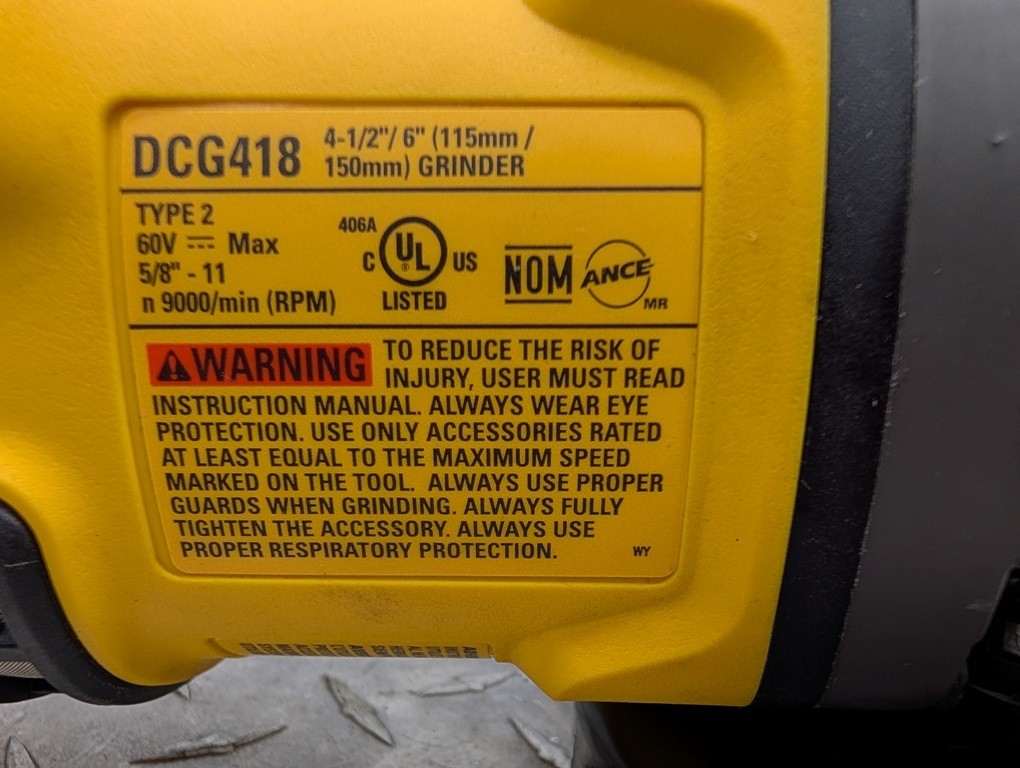 DCG418 4-1/2"/ 6" (115mm /
150mm) GRINDER
TYPE 2
60V ⎓ Max
5/8" - 11
n 9000/min (RPM)
406A
C UL ® US
LISTED
NOM ANCE MR
⚠WARNING TO REDUCE THE RISK OF
INJURY, USER MUST READ
INSTRUCTION MANUAL. ALWAYS WEAR EYE
PROTECTION. USE ONLY ACCESSORIES RATED
AT LEAST EQUAL TO THE MAXIMUM SPEED
MARKED ON THE TOOL. ALWAYS USE PROPER
GUARDS WHEN GRINDING. ALWAYS FULLY
TIGHTEN THE ACCESSORY. ALWAYS USE
PROPER RESPIRATORY PROTECTION. WY